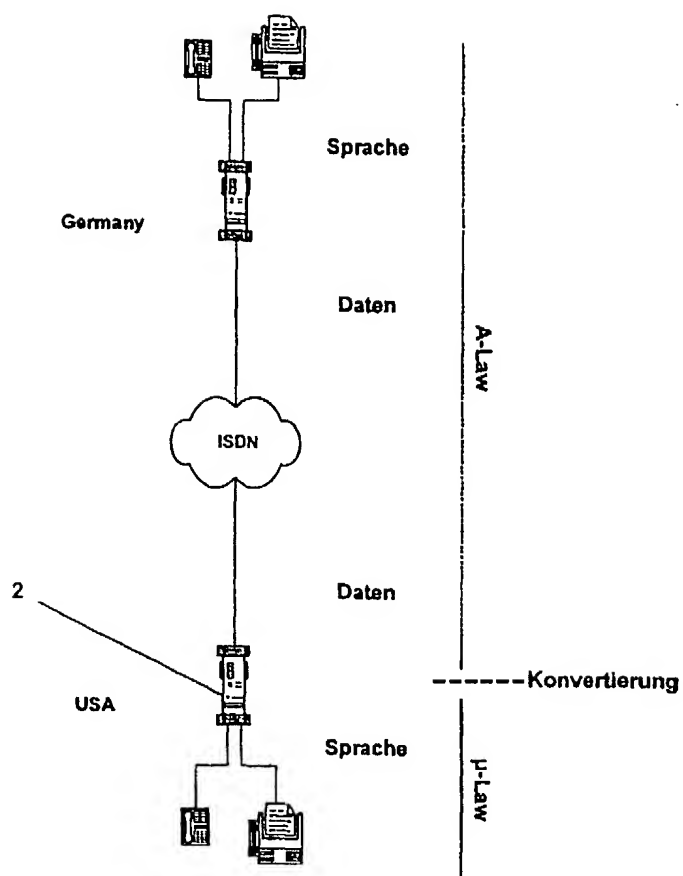 Sprache
Germany
Daten
A-Law
ISDN
2
Daten
Konvertierung
USA
Sprache
µ-Law